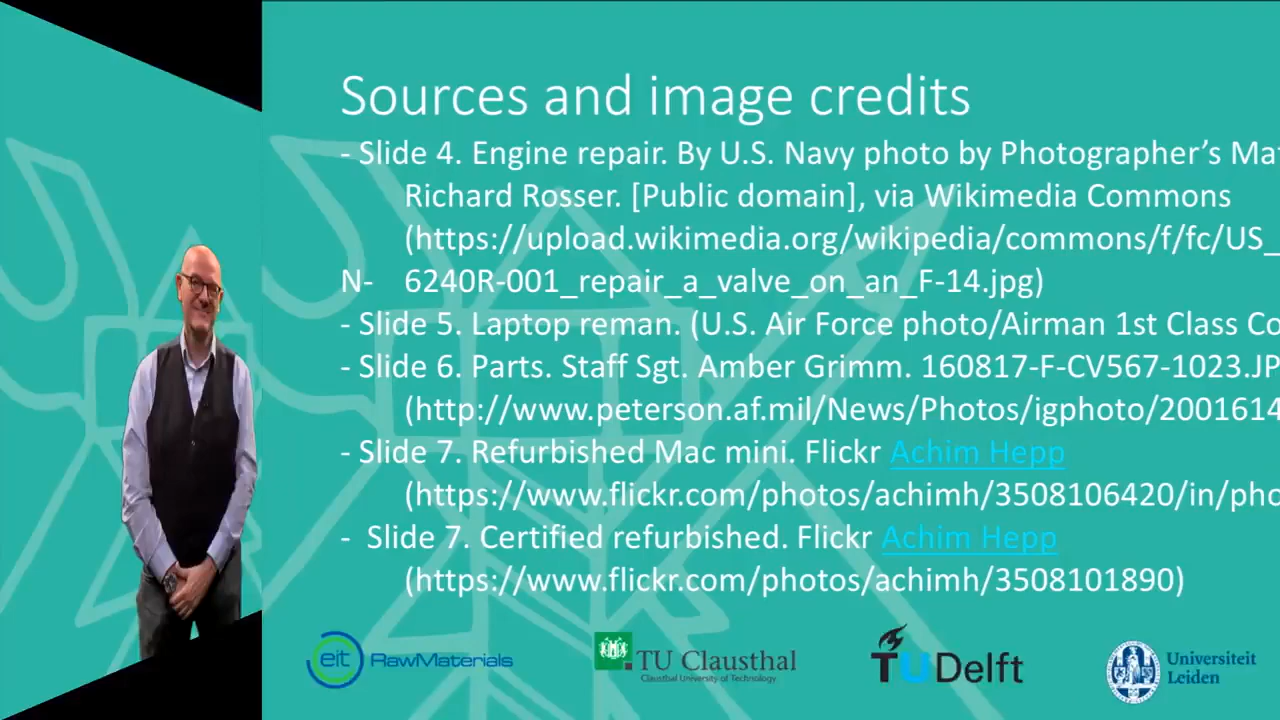 Sources and image credits
- Slide 4. Engine repair. By U.S. Navy photo by Photographer’s Mat
Richard Rosser. [Public domain], via Wikimedia Commons
(https://upload.wikimedia.org/wikipedia/commons/f/fc/US_
N- 6240R-001_repair_a_valve_on_an_F-14.jpg)
- Slide 5. Laptop reman. (U.S. Air Force photo/Airman 1st Class Co
- Slide 6. Parts. Staff Sgt. Amber Grimm. 160817-F-CV567-1023.JP
(http://www.peterson.af.mil/News/Photos/igphoto/2001614
- Slide 7. Refurbished Mac mini. Flickr Achim Hepp
(https://www.flickr.com/photos/achimh/3508106420/in/pho
- Slide 7. Certified refurbished. Flickr Achim Hepp
(https://www.flickr.com/photos/achimh/3508101890)
eit RawMaterials
TU Clausthal
Clausthal University of Technology
TU Delft
Universiteit
Leiden